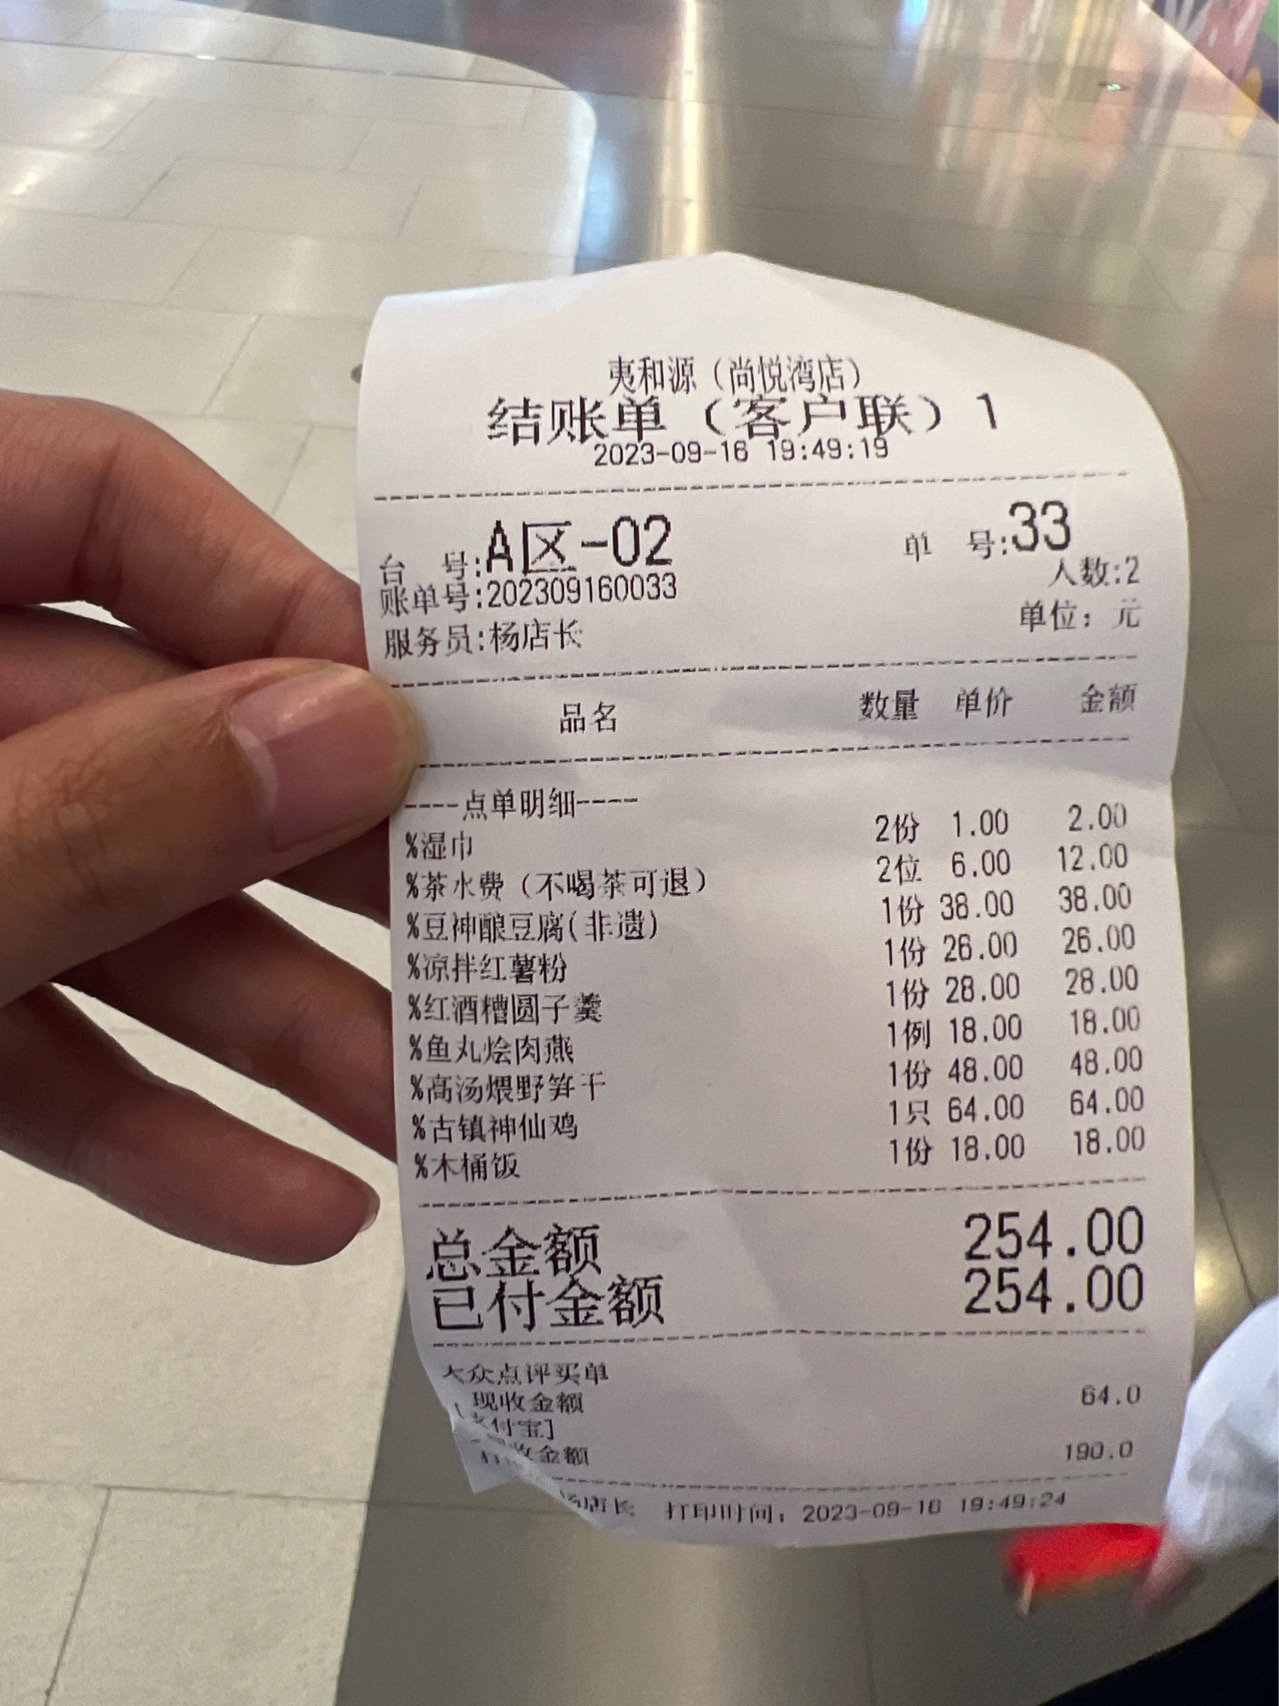 夷和源（尚悦湾店）
结账单（客户联）1
2023-09-16 19:49:19
台 号:A区-02 单 号:33
人数:2
账单号:202309160033
单位：元
服务员:杨店长
品名 数量 单价 金额
----点单明细----
%湿巾 2份 1.00 2.00
%茶水费（不喝茶可退） 2位 6.00 12.00
%豆神酿豆腐(非遗) 1份 38.00 38.00
%凉拌红薯粉 1份 26.00 26.00
%红酒糟圆子羹 1份 28.00 28.00
%鱼丸烩肉燕 1例 18.00 18.00
%高汤煨野笋干 1份 48.00 48.00
%古镇神仙鸡 1只 64.00 64.00
%木桶饭 1份 18.00 18.00
总金额 254.00
已付金额 254.00
大众点评买单
现收金额 64.0
[支付宝]
收金额 190.0
杨店长 打印时间：2023-09-16 19:49:24